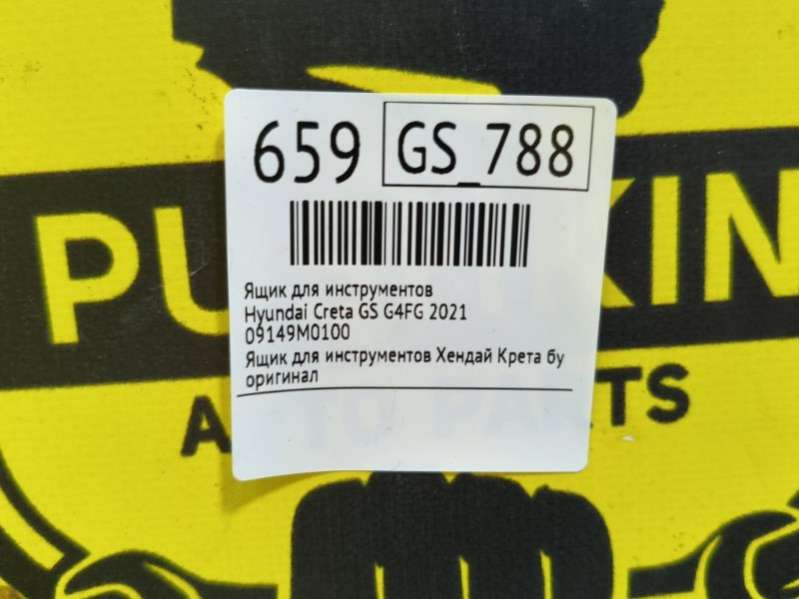 659 GS_788
Ящик для инструментов
Hyundai Creta GS G4FG 2021
09149M0100
Ящик для инструментов Хендай Крета бу
оригинал